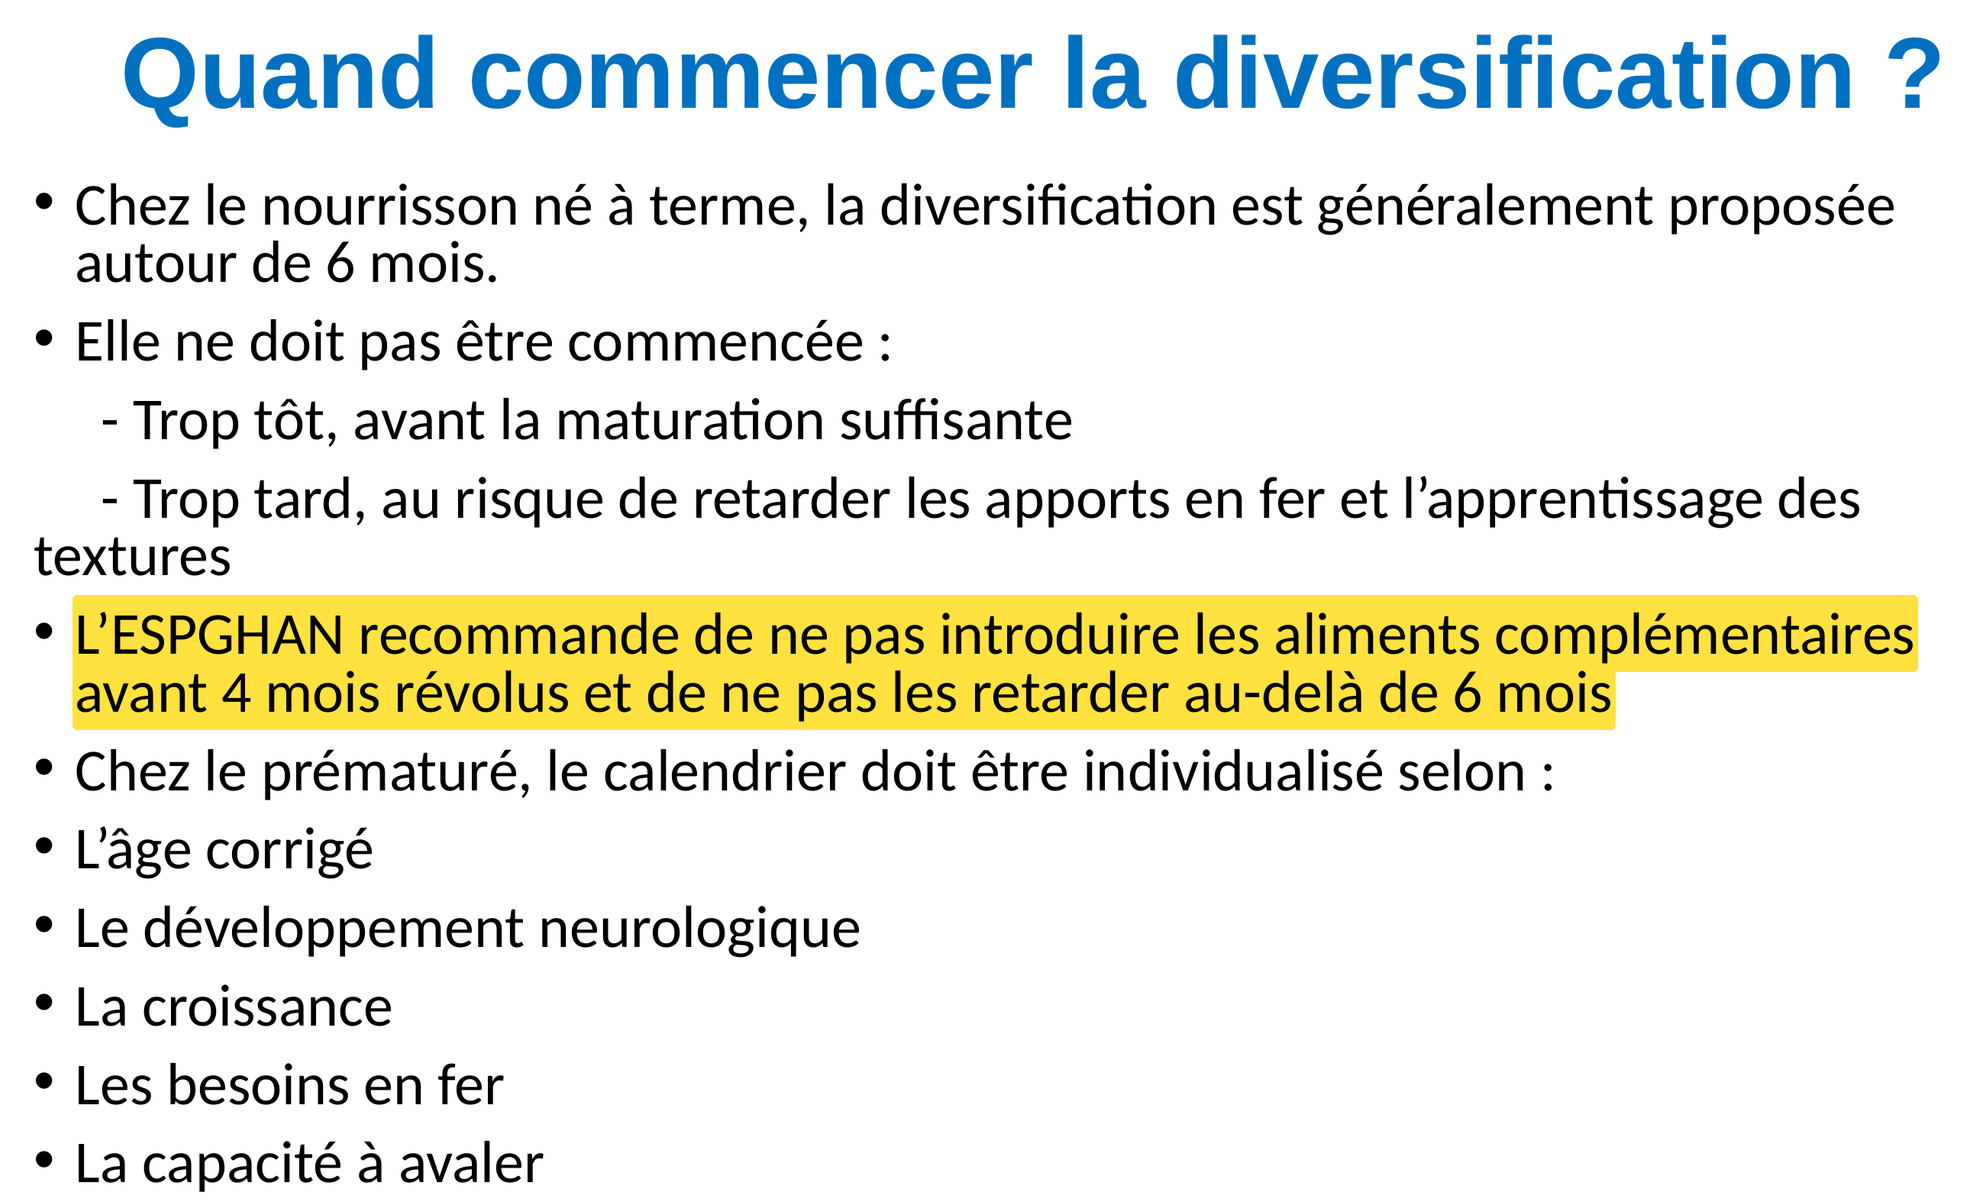 Quand commencer la diversification ?
• Chez le nourrisson né à terme, la diversification est généralement proposée
autour de 6 mois.
• Elle ne doit pas être commencée :
- Trop tôt, avant la maturation suffisante
- Trop tard, au risque de retarder les apports en fer et l’apprentissage des
textures
• L’ESPGHAN recommande de ne pas introduire les aliments complémentaires
avant 4 mois révolus et de ne pas les retarder au-delà de 6 mois
• Chez le prématuré, le calendrier doit être individualisé selon :
• L’âge corrigé
• Le développement neurologique
• La croissance
• Les besoins en fer
• La capacité à avaler